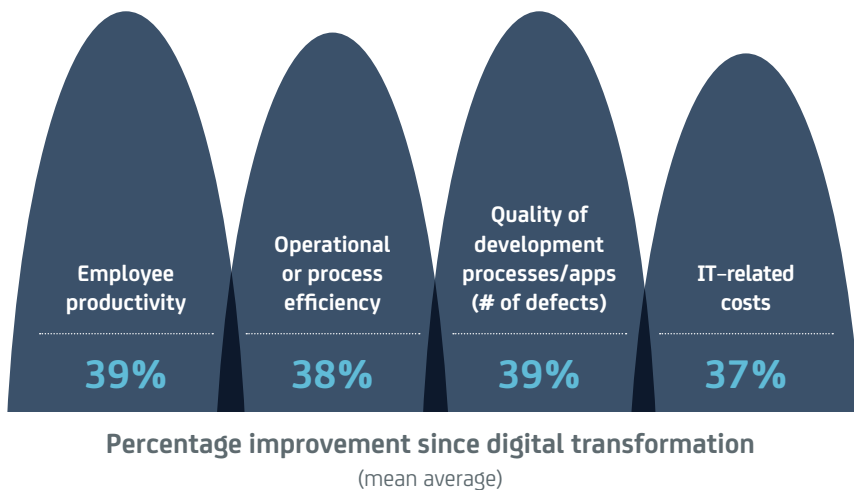 Employee
productivity
39%
Operational
or process
efficiency
38%
Quality of
development
processes/apps
(# of defects)
39%
IT-related
costs
37%
Percentage improvement since digital transformation
(mean average)